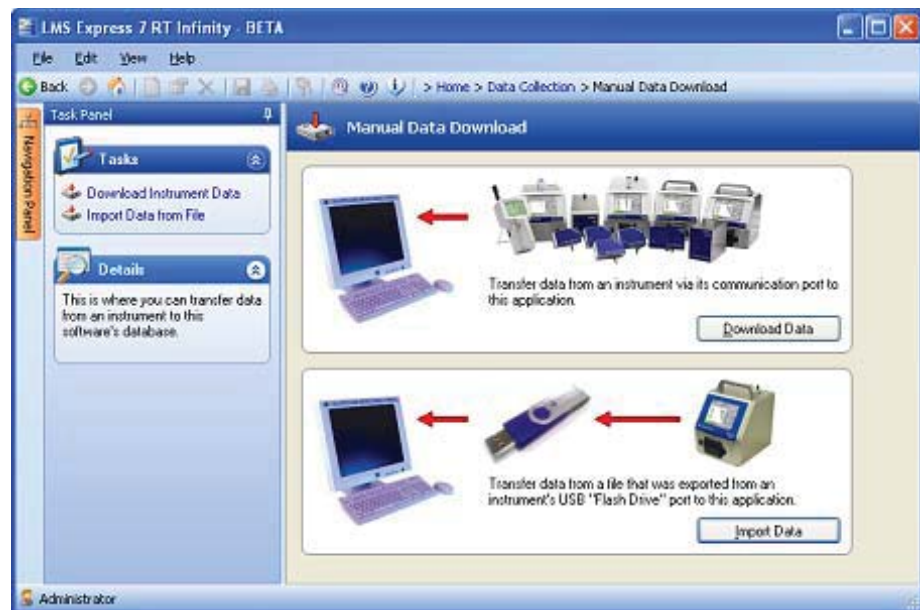 LMS Express 7 RT Infinity - BETA
File Edit View Help
Back > Home > Data Collection > Manual Data Download
Navigation Panel
Task Panel
Tasks
Download Instrument Data
Import Data from File
Details
This is where you can transfer data
from an instrument to this
software's database.
Manual Data Download
Transfer data from an instrument via its communication port to
this application.
Download Data
Transfer data from a file that was exported from an
instrument's USB "Flash Drive" port to this application.
Import Data
Administrator